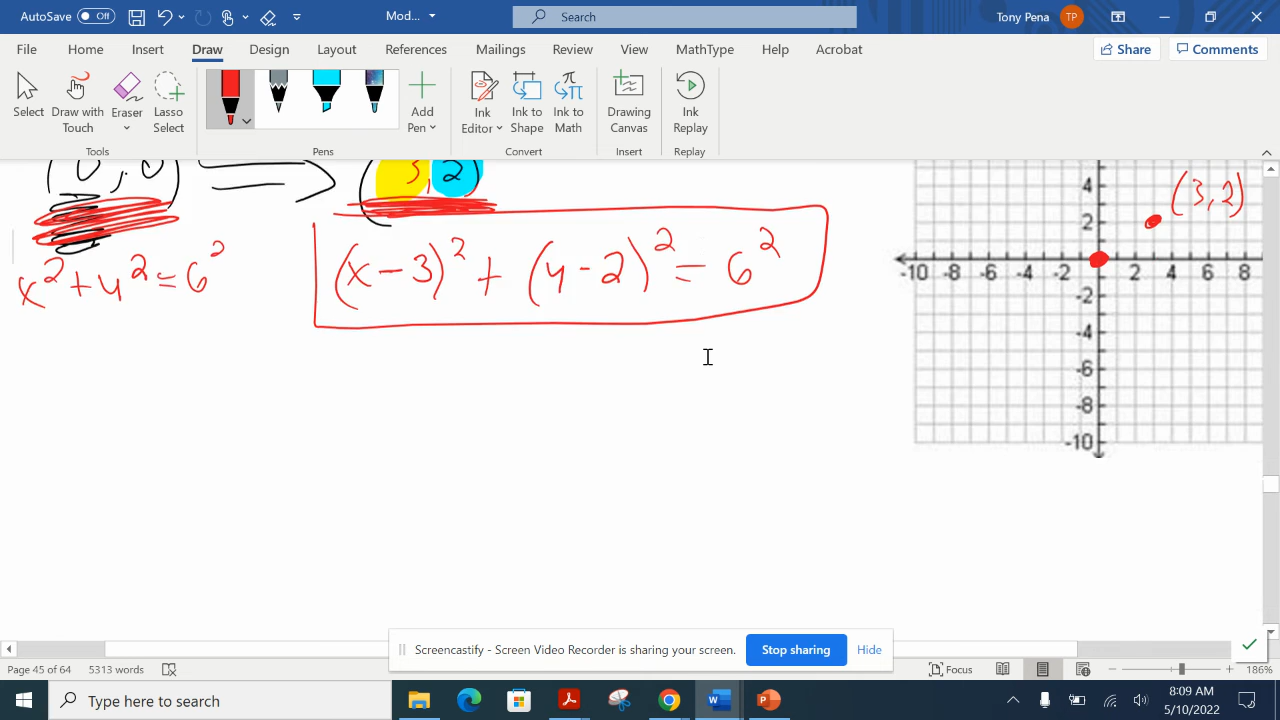 AutoSave Off Mod... Search Tony Pena TP
File Home Insert Draw Design Layout References Mailings Review View MathType Help Acrobat Share Comments
Select Draw with Touch Eraser Lasso Select Add Pen Ink Editor Ink to Shape Ink to Math Drawing Canvas Ink Replay
Tools Pens Convert Insert Replay
(0, 0) (3, 2)
x² + y² = 6²
(x - 3)² + (y - 2)² = 6²
(3, 2)
4
2
-10 -8 -6 -4 -2 2 4 6 8
-2
-4
-6
-8
-10
Screencastify - Screen Video Recorder is sharing your screen. Stop sharing Hide
Page 45 of 64 5313 words Focus 186%
Type here to search
8:09 AM
5/10/2022